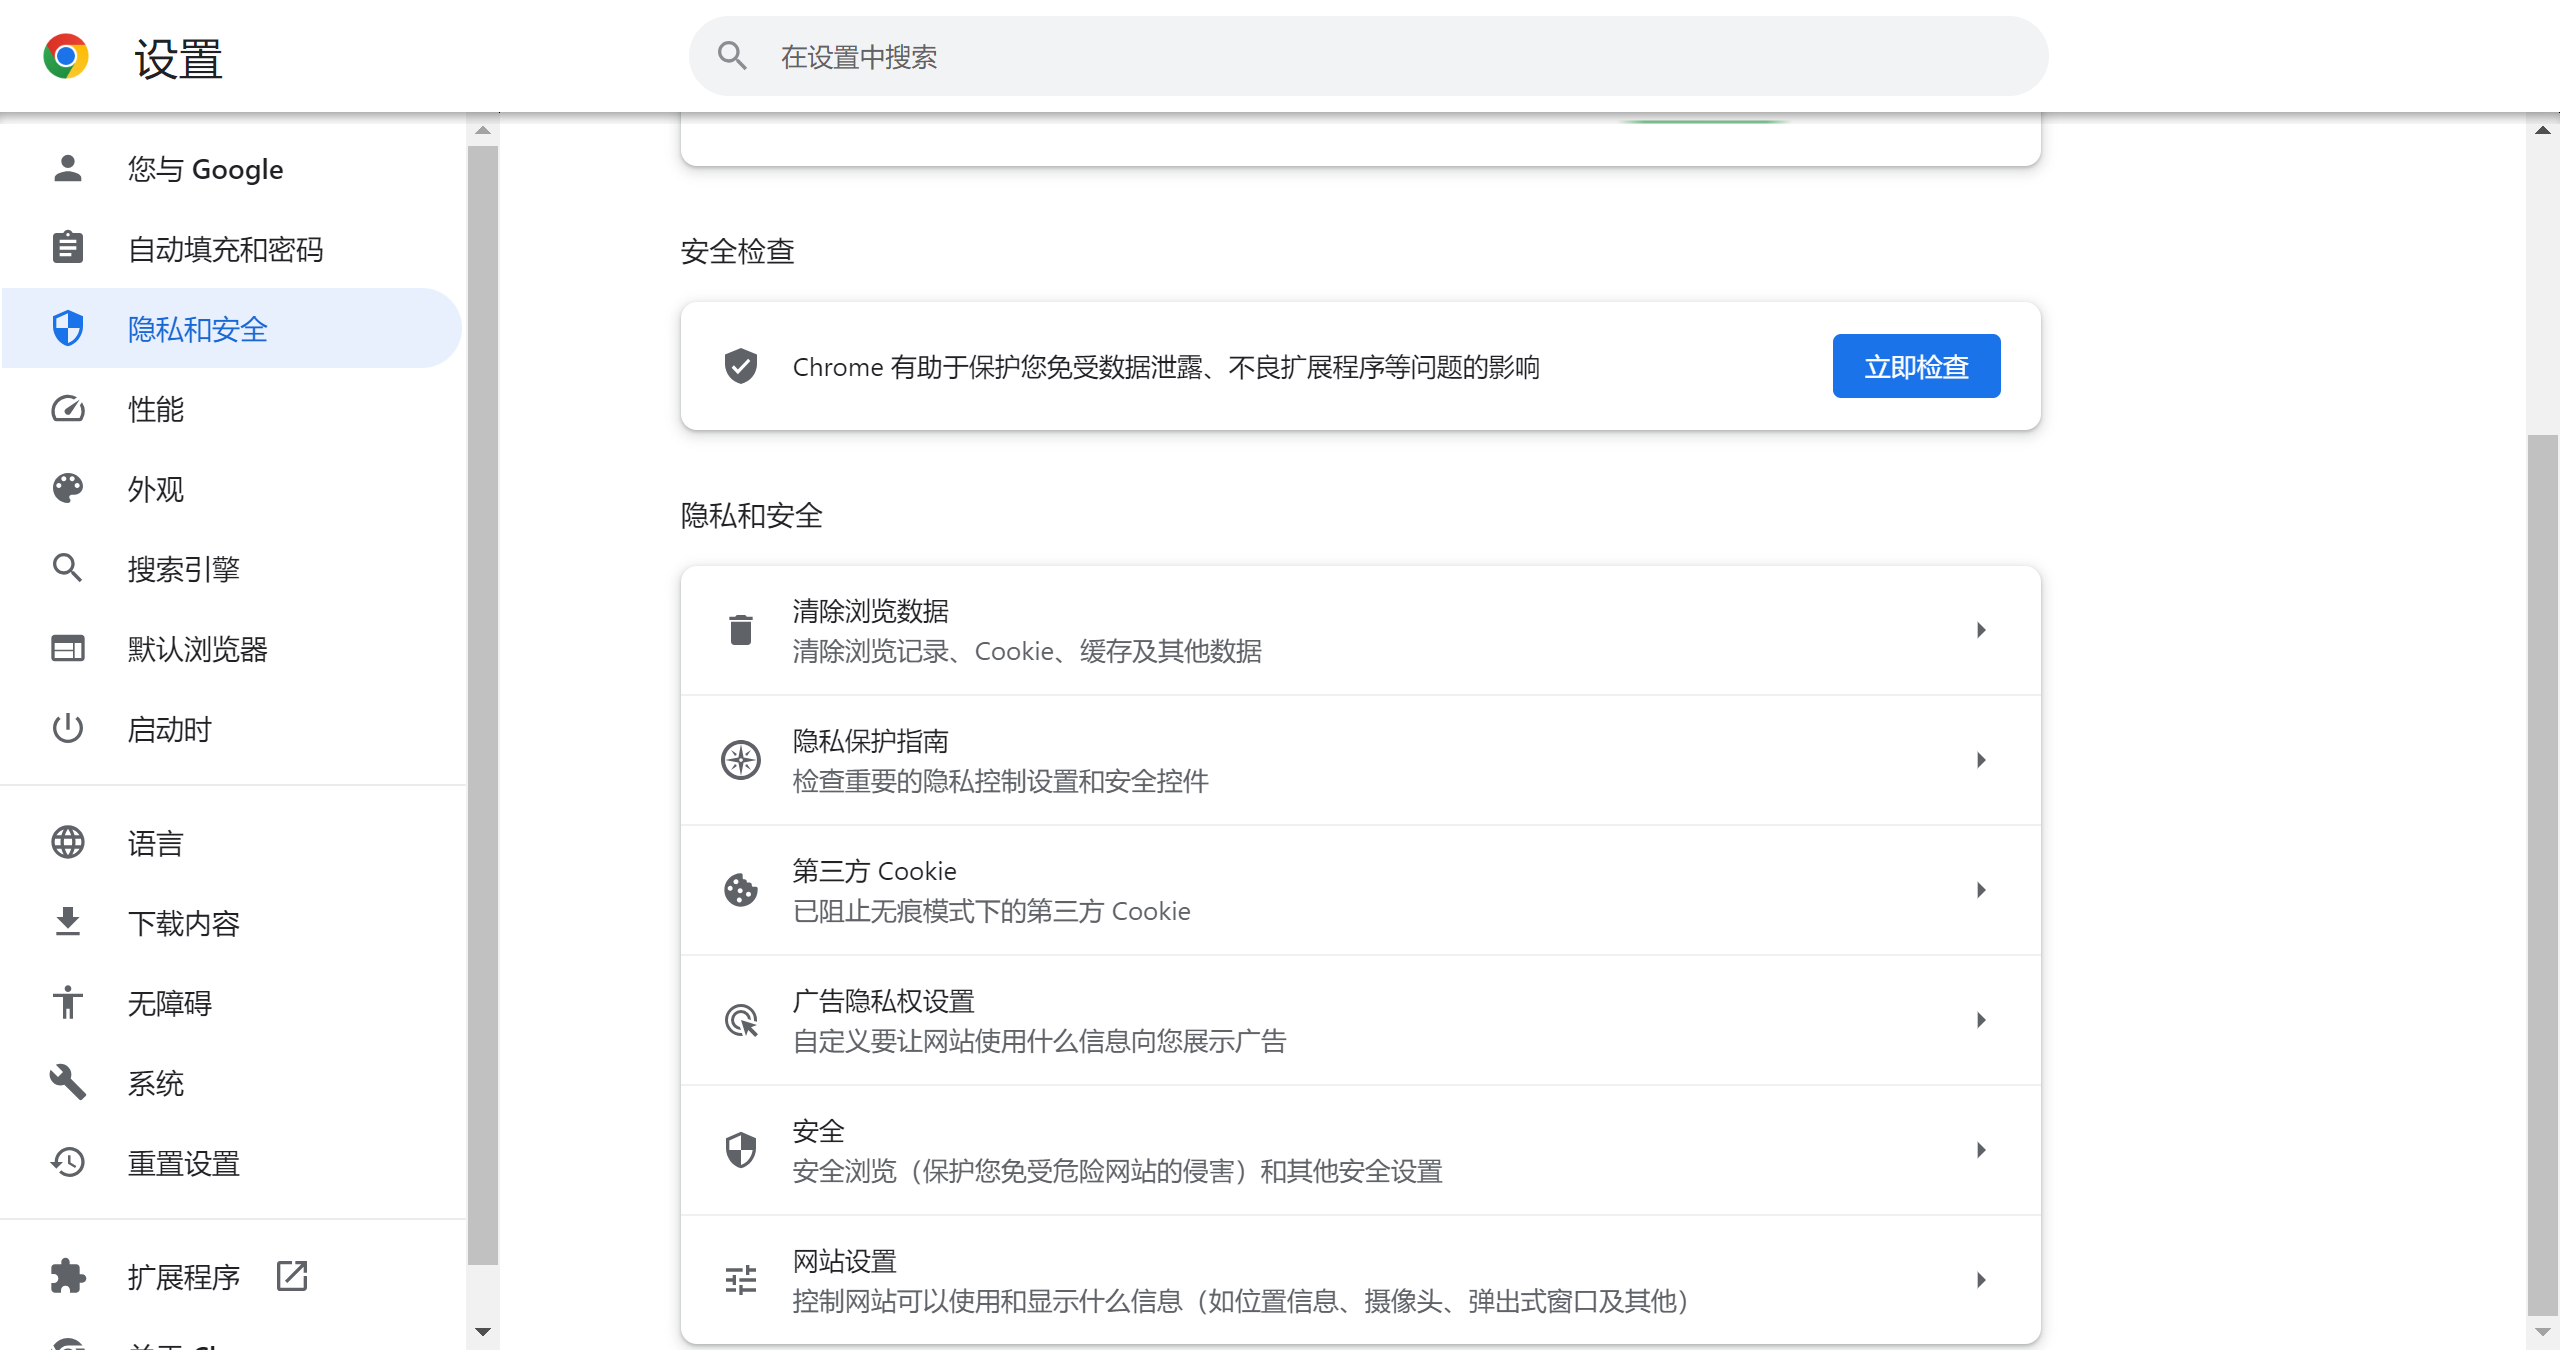 设置
在设置中搜索
您与 Google
自动填充和密码
隐私和安全
性能
外观
搜索引擎
默认浏览器
启动时
语言
下载内容
无障碍
系统
重置设置
扩展程序
安全检查
Chrome 有助于保护您免受数据泄露、不良扩展程序等问题的影响
立即检查
隐私和安全
清除浏览数据
清除浏览记录、Cookie、缓存及其他数据
隐私保护指南
检查重要的隐私控制设置和安全控件
第三方 Cookie
已阻止无痕模式下的第三方 Cookie
广告隐私权设置
自定义要让网站使用什么信息向您展示广告
安全
安全浏览（保护您免受危险网站的侵害）和其他安全设置
网站设置
控制网站可以使用和显示什么信息（如位置信息、摄像头、弹出式窗口及其他）